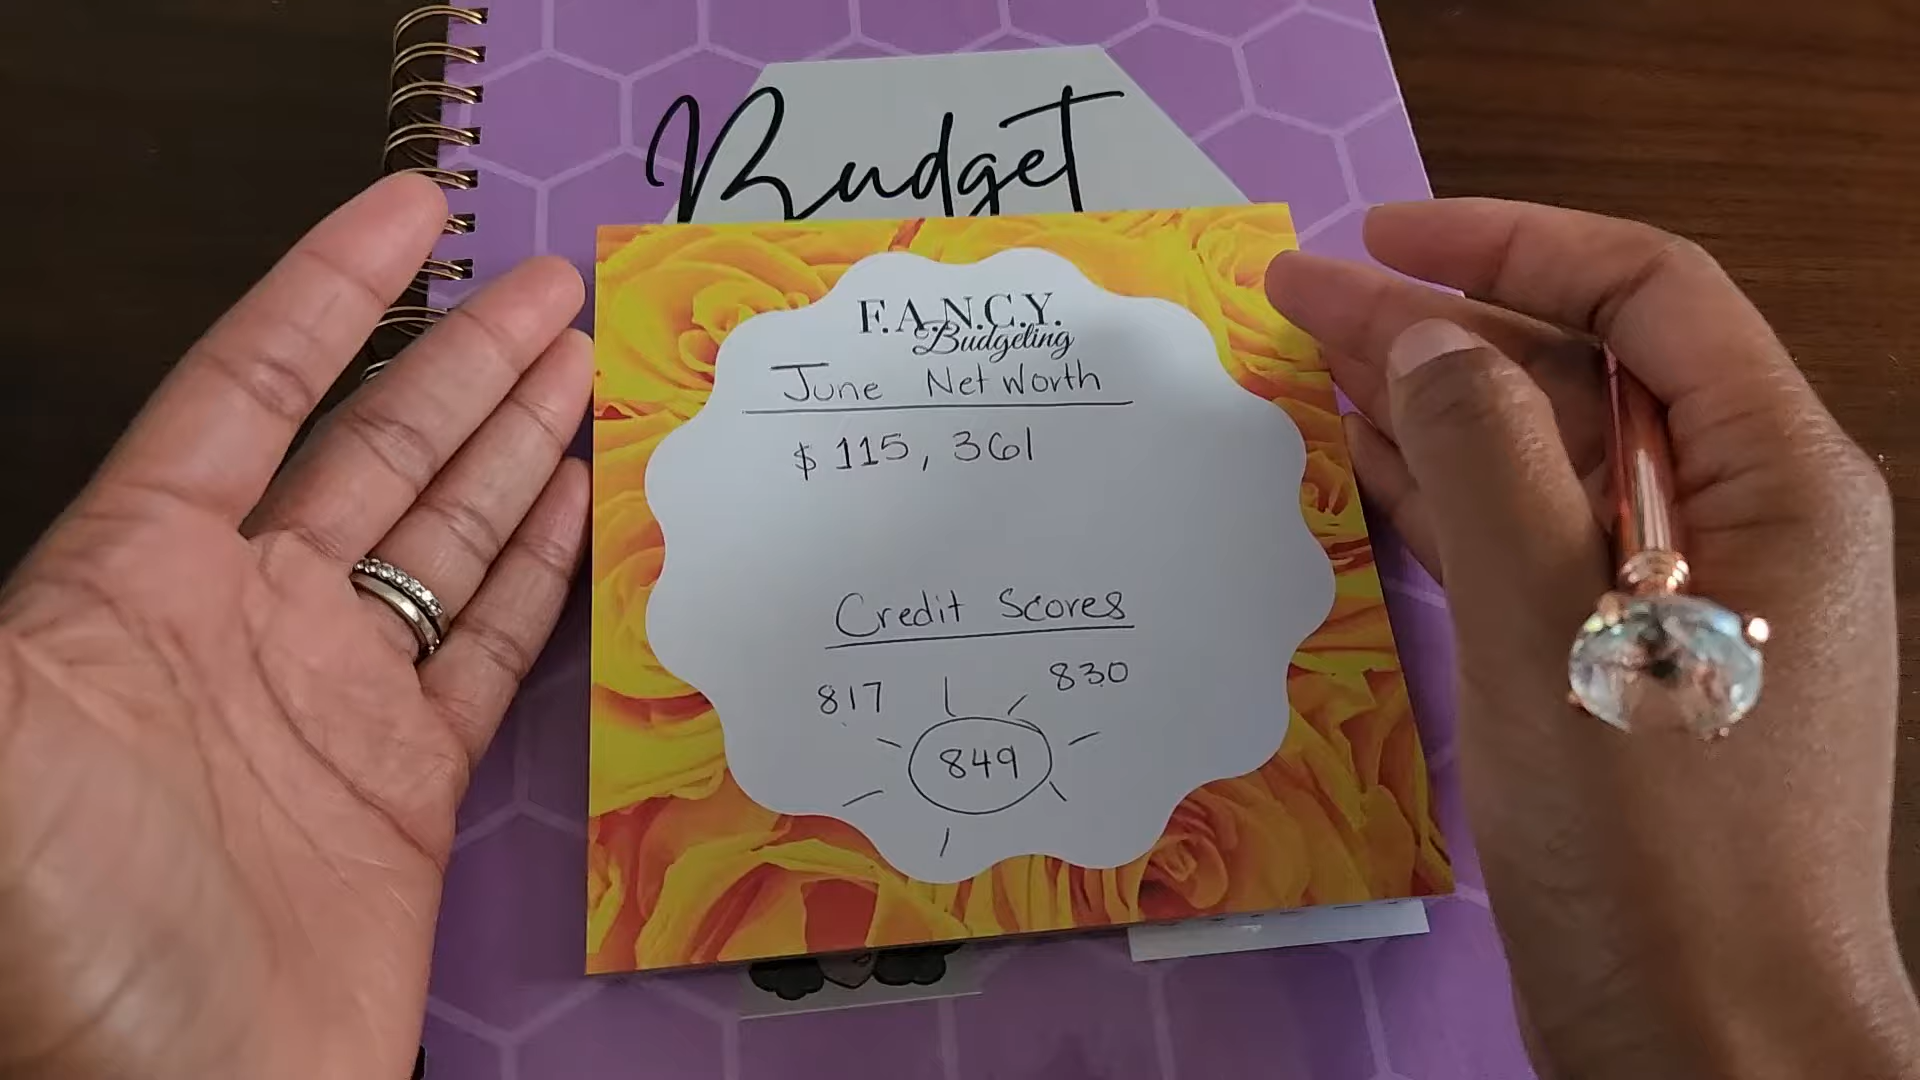 Budget
F.A.N.C.Y.
Budgeting
June Net Worth
$ 115, 361
Credit Scores
817
830
849